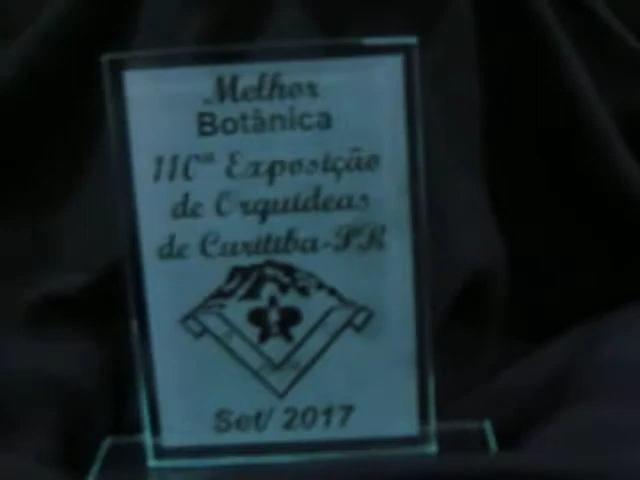 Melhor
Botânica
110ª Exposição
de Orquídeas
de Curitiba-PR
Set/ 2017